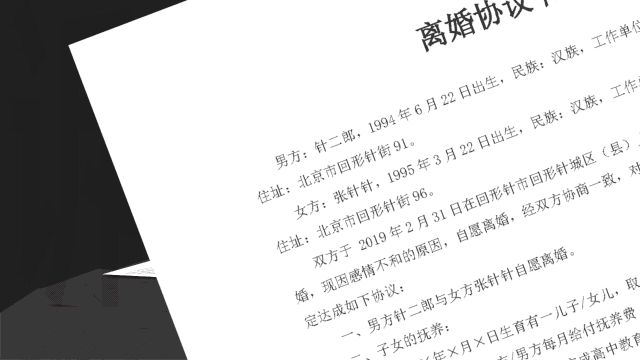 离婚协议
男方：针二郎，1994 年 6 月 22 日出生，民族：汉族，工作单位
住址：北京市回形针街 91。
女方：张针针，1995 年 3 月 22 日出生，民族：汉族，工作
住址：北京市回形针街 96。
双方于 2019 年 2 月 31 日在回形针市回形针城区（县）
婚，现因感情不和的原因，自愿离婚，经双方协商一致，对
定达成如下协议：
一、男方针二郎与女方张针针自愿离婚。
二、子女的抚养：
年×月×日生育有一儿子/女儿，取
男方每月给付抚养费
成高中教育